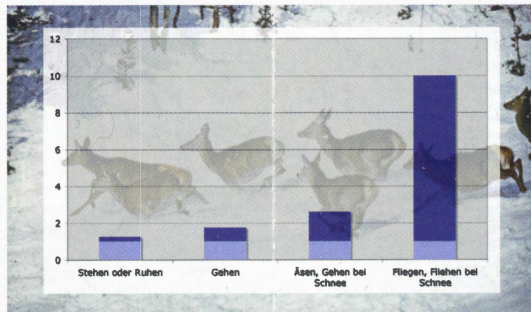 12
10
8
6
4
2
0
Stehen oder Ruhen
Gehen
Äsen, Gehen bei
Schnee
Fliegen, Fliehen bei
Schnee